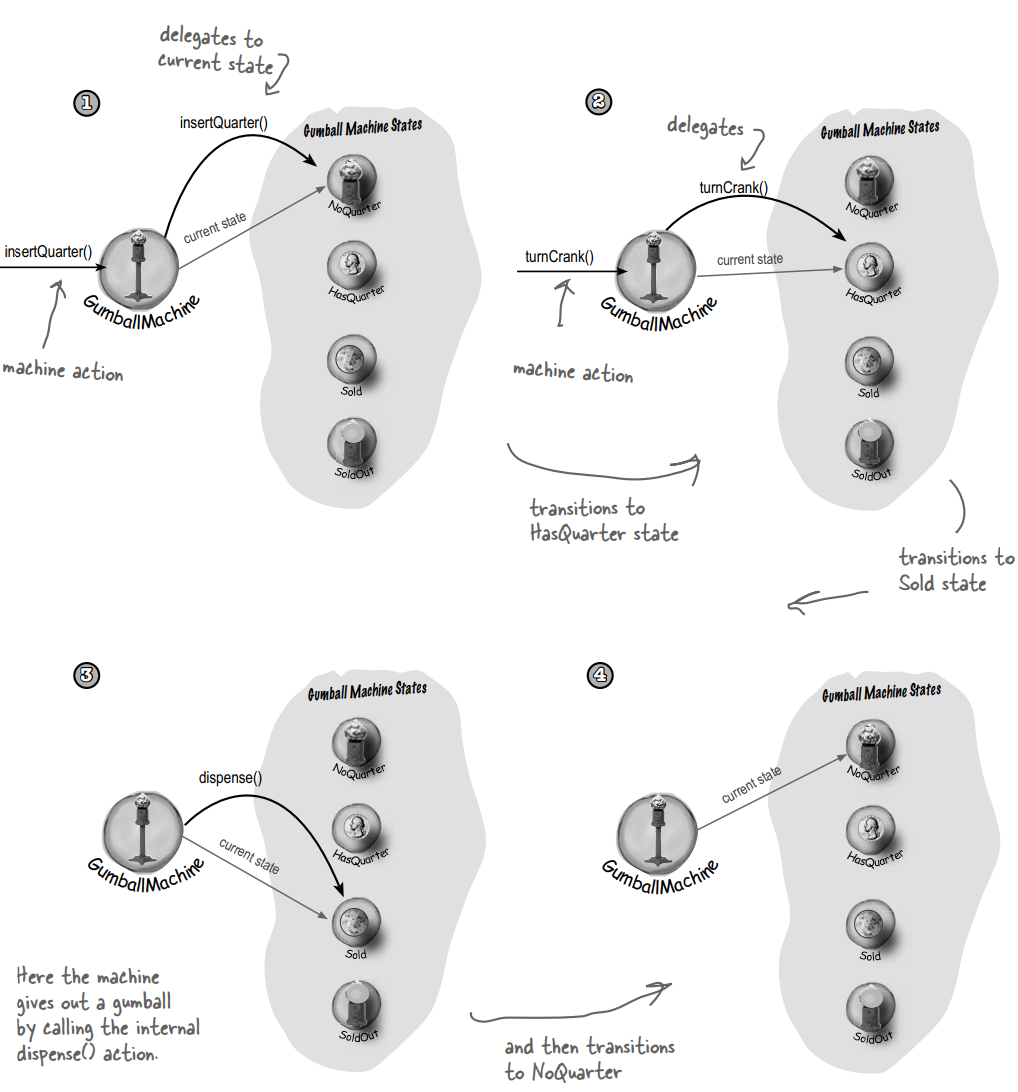 delegates to
current state
1
insertQuarter()
Gumball Machine States
NoQuarter
current state
insertQuarter()
GumballMachine
HasQuarter
machine action
Sold
SoldOut
2
delegates
Gumball Machine States
turnCrank()
NoQuarter
turnCrank()
current state
GumballMachine
HasQuarter
machine action
Sold
SoldOut
transitions to
HasQuarter state
transitions to
Sold state
3
Gumball Machine States
NoQuarter
dispense()
current state
GumballMachine
HasQuarter
Sold
SoldOut
Here the machine
gives out a gumball
by calling the internal
dispense() action.
4
Gumball Machine States
NoQuarter
current state
GumballMachine
HasQuarter
Sold
SoldOut
and then transitions
to NoQuarter